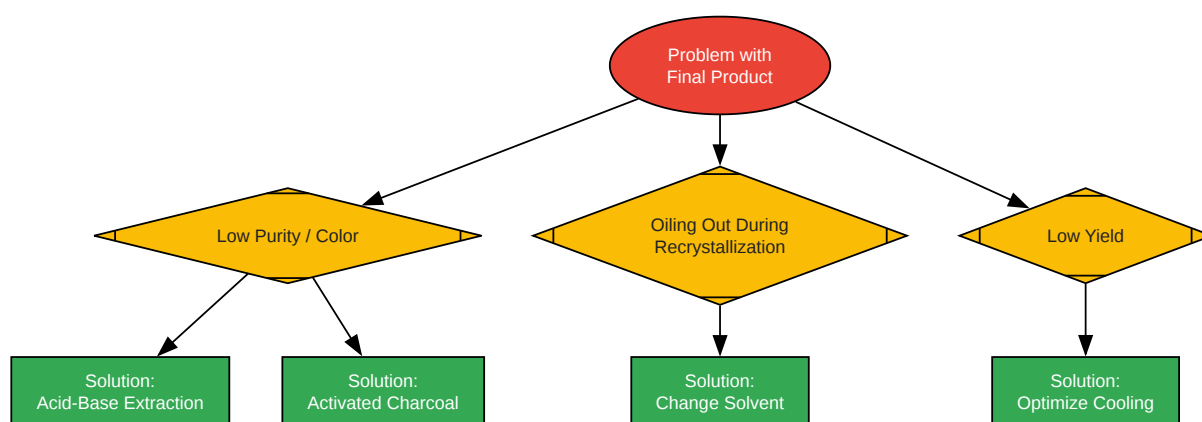 Problem with
Final Product
Low Purity / Color
Oiling Out During
Recrystallization
Low Yield
Solution:
Acid-Base Extraction
Solution:
Activated Charcoal
Solution:
Change Solvent
Solution:
Optimize Cooling